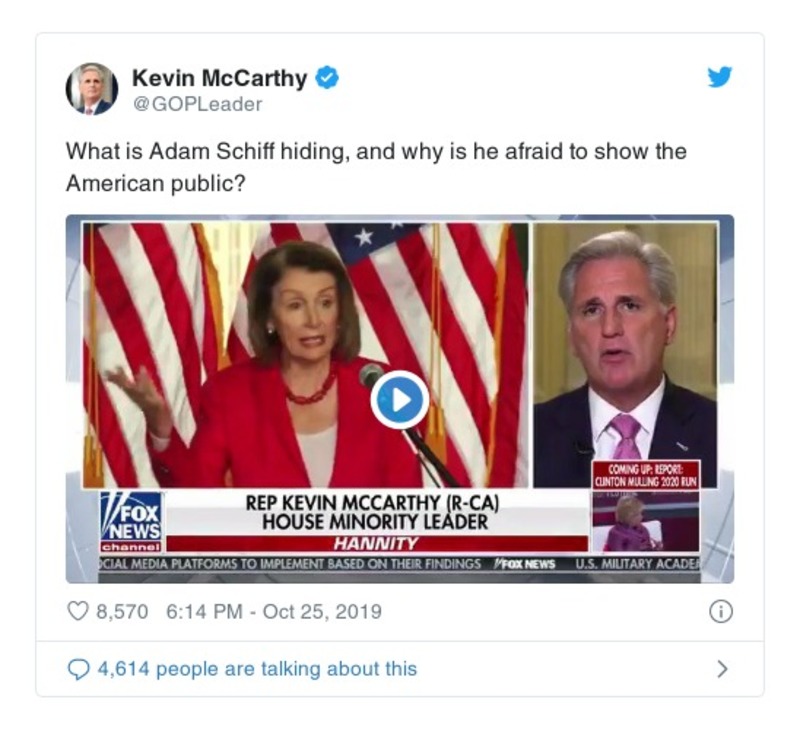 Kevin McCarthy
@GOPLeader
What is Adam Schiff hiding, and why is he afraid to show the
American public?
COMING UP: REPORT:
CLINTON MULLING 2020 RUN
REP KEVIN MCCARTHY (R-CA)
HOUSE MINORITY LEADER
FOX
NEWS
channel
HANNITY
OCIAL MEDIA PLATFORMS TO IMPLEMENT BASED ON THEIR FINDINGS FOX NEWS U.S. MILITARY ACADE
8,570 6:14 PM - Oct 25, 2019
4,614 people are talking about this